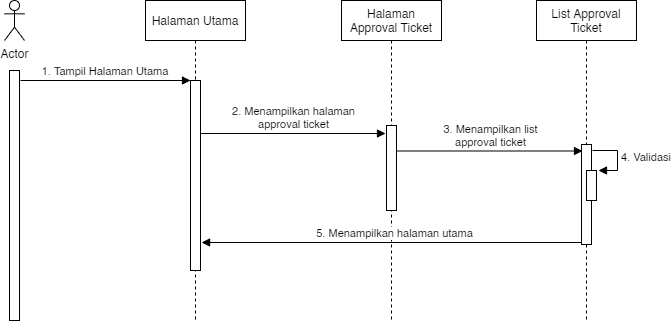 Halaman Utama
Halaman
Approval Ticket
List Approval
Ticket
Actor
1. Tampil Halaman Utama
2. Menampilkan halaman
approval ticket
3. Menampilkan list
approval ticket
4. Validasi
5. Menampilkan halaman utama